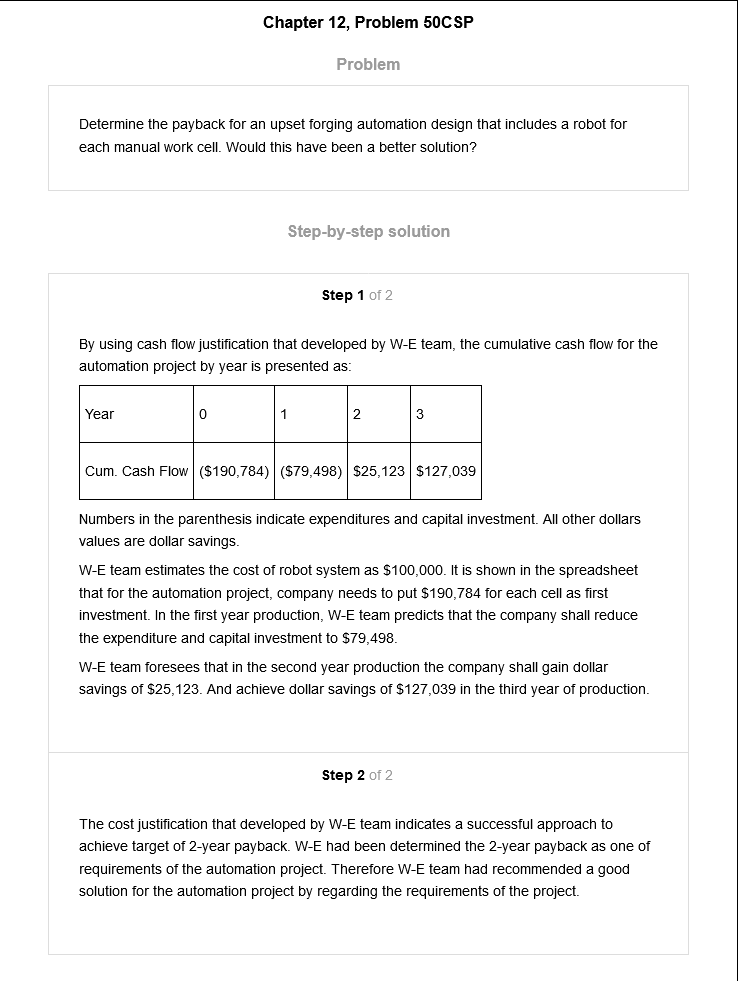 Chapter 12, Problem 50CSP
Problem
Determine the payback for an upset forging automation design that includes a robot for
each manual work cell. Would this have been a better solution?
Step-by-step solution
Step 1 of 2
By using cash flow justification that developed by W-E team, the cumulative cash flow for the
automation project by year is presented as:
Year 0 1 2 3
Cum. Cash Flow ($190,784) ($79,498) $25,123 $127,039
Numbers in the parenthesis indicate expenditures and capital investment. All other dollars
values are dollar savings.
W-E team estimates the cost of robot system as $100,000. It is shown in the spreadsheet
that for the automation project, company needs to put $190,784 for each cell as first
investment. In the first year production, W-E team predicts that the company shall reduce
the expenditure and capital investment to $79,498.
W-E team foresees that in the second year production the company shall gain dollar
savings of $25,123. And achieve dollar savings of $127,039 in the third year of production.
Step 2 of 2
The cost justification that developed by W-E team indicates a successful approach to
achieve target of 2-year payback. W-E had been determined the 2-year payback as one of
requirements of the automation project. Therefore W-E team had recommended a good
solution for the automation project by regarding the requirements of the project.